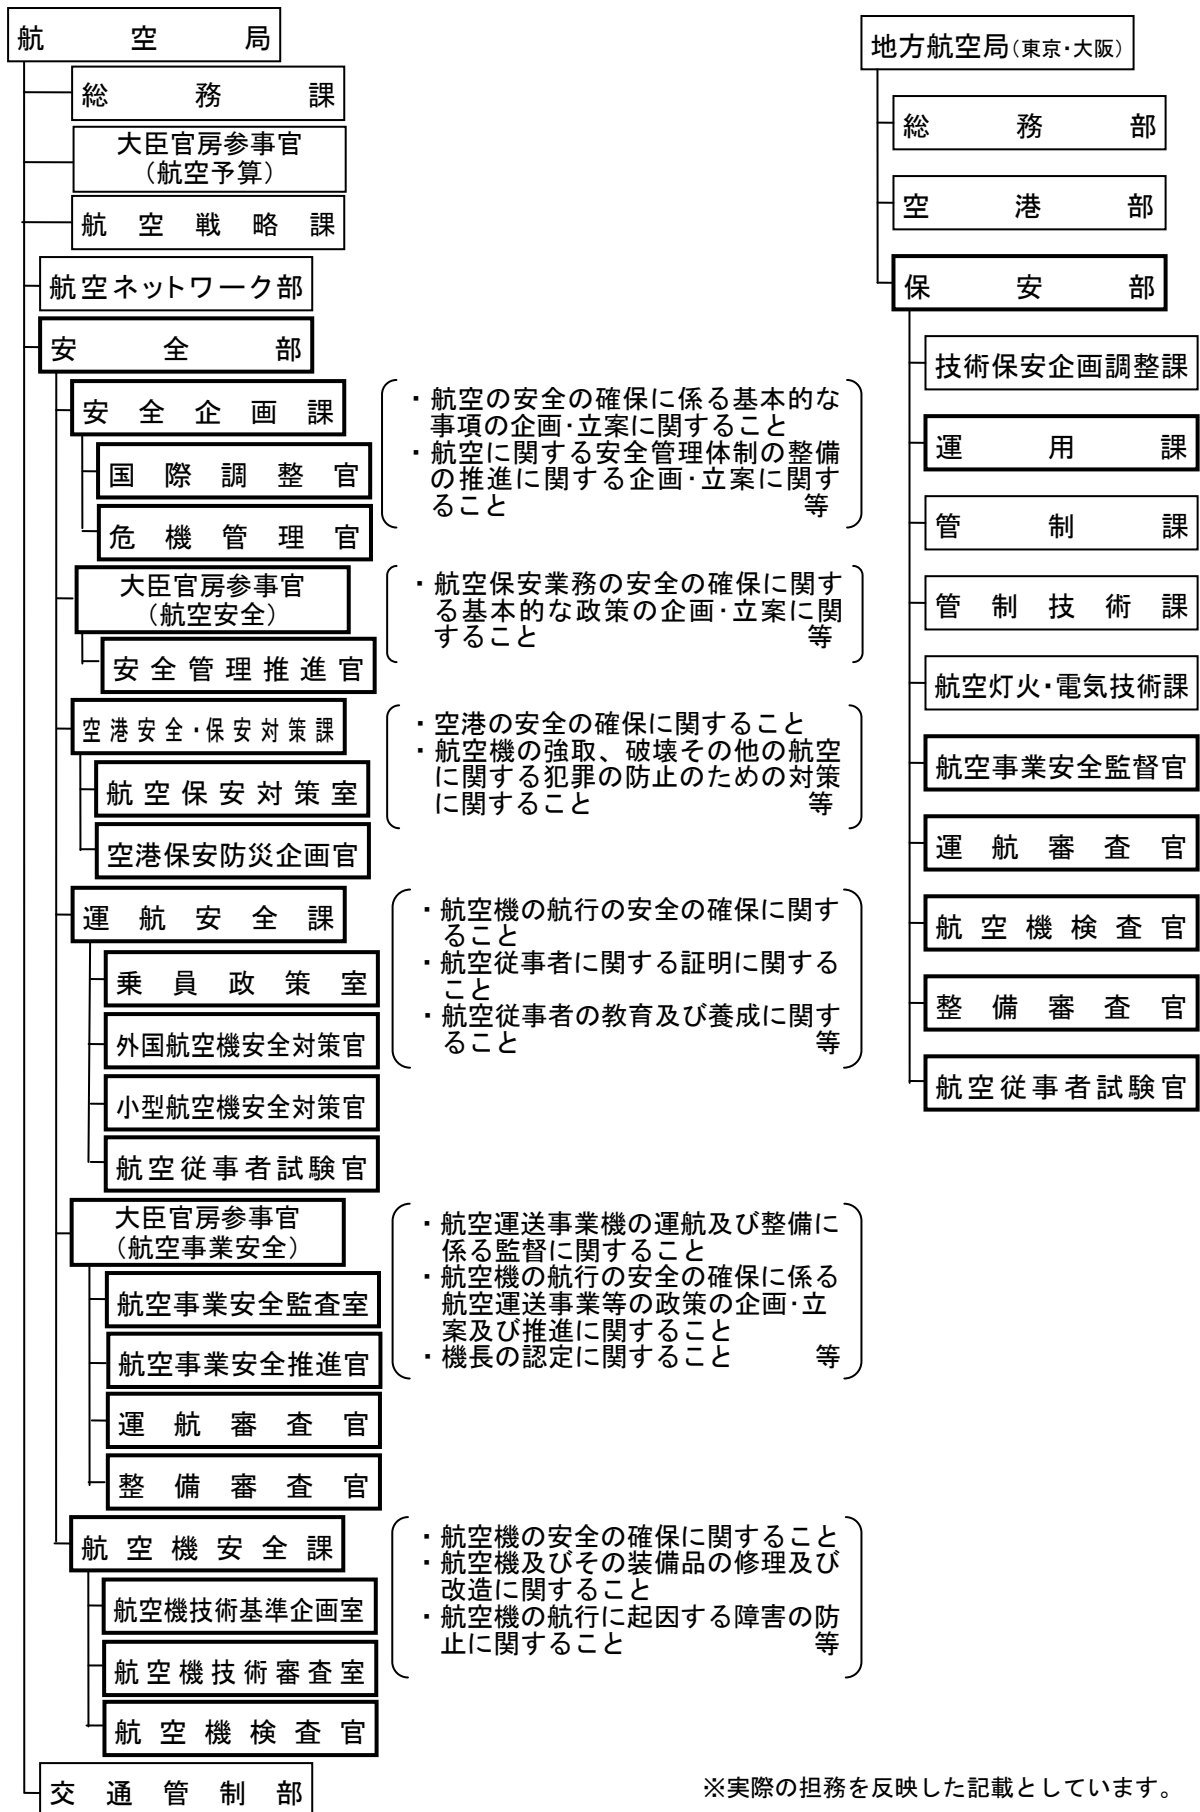 航空局
総務課
大臣官房参事官
（航空予算）
航空戦略課
航空ネットワーク部
安全部
安全企画課
・航空の安全の確保に係る基本的な
事項の企画・立案に関すること
・航空に関する安全管理体制の整備
の推進に関する企画・立案に関す
ること 等
国際調整官
危機管理官
大臣官房参事官
（航空安全）
・航空保安業務の安全の確保に関す
る基本的な政策の企画・立案に関
すること 等
安全管理推進官
空港安全・保安対策課
・空港の安全の確保に関すること
・航空機の強取、破壊その他の航空
に関する犯罪の防止のための対策
に関すること 等
航空保安対策室
空港保安防災企画官
運航安全課
・航空機の航行の安全の確保に関す
ること
・航空従事者に関する証明に関する
こと
・航空従事者の教育及び養成に関す
ること 等
乗員政策室
外国航空機安全対策官
小型航空機安全対策官
航空従事者試験官
大臣官房参事官
（航空事業安全）
・航空運送事業機の運航及び整備に
係る監督に関すること
・航空機の航行の安全の確保に係る
航空運送事業等の政策の企画・立
案及び推進に関すること
・機長の認定に関すること 等
航空事業安全監査室
航空事業安全推進官
運航審査官
整備審査官
航空機安全課
・航空機の安全の確保に関すること
・航空機及びその装備品の修理及び
改造に関すること
・航空機の航行に起因する障害の防
止に関すること 等
航空機技術基準企画室
航空機技術審査室
航空機検査官
交通管制部
地方航空局（東京・大阪）
総務部
空港部
保安部
技術保安企画調整課
運用課
管制課
管制技術課
航空灯火・電気技術課
航空事業安全監督官
運航審査官
航空機検査官
整備審査官
航空従事者試験官
※実際の担務を反映した記載としています。